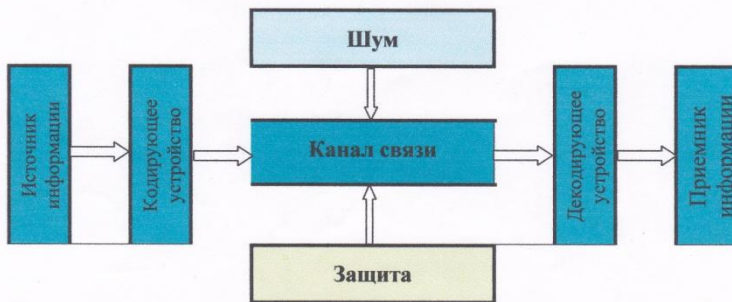 Шум
Источник
информации
Кодирующее
устройство
Канал связи
Декодирующее
устройство
Приемник
информации
Защита